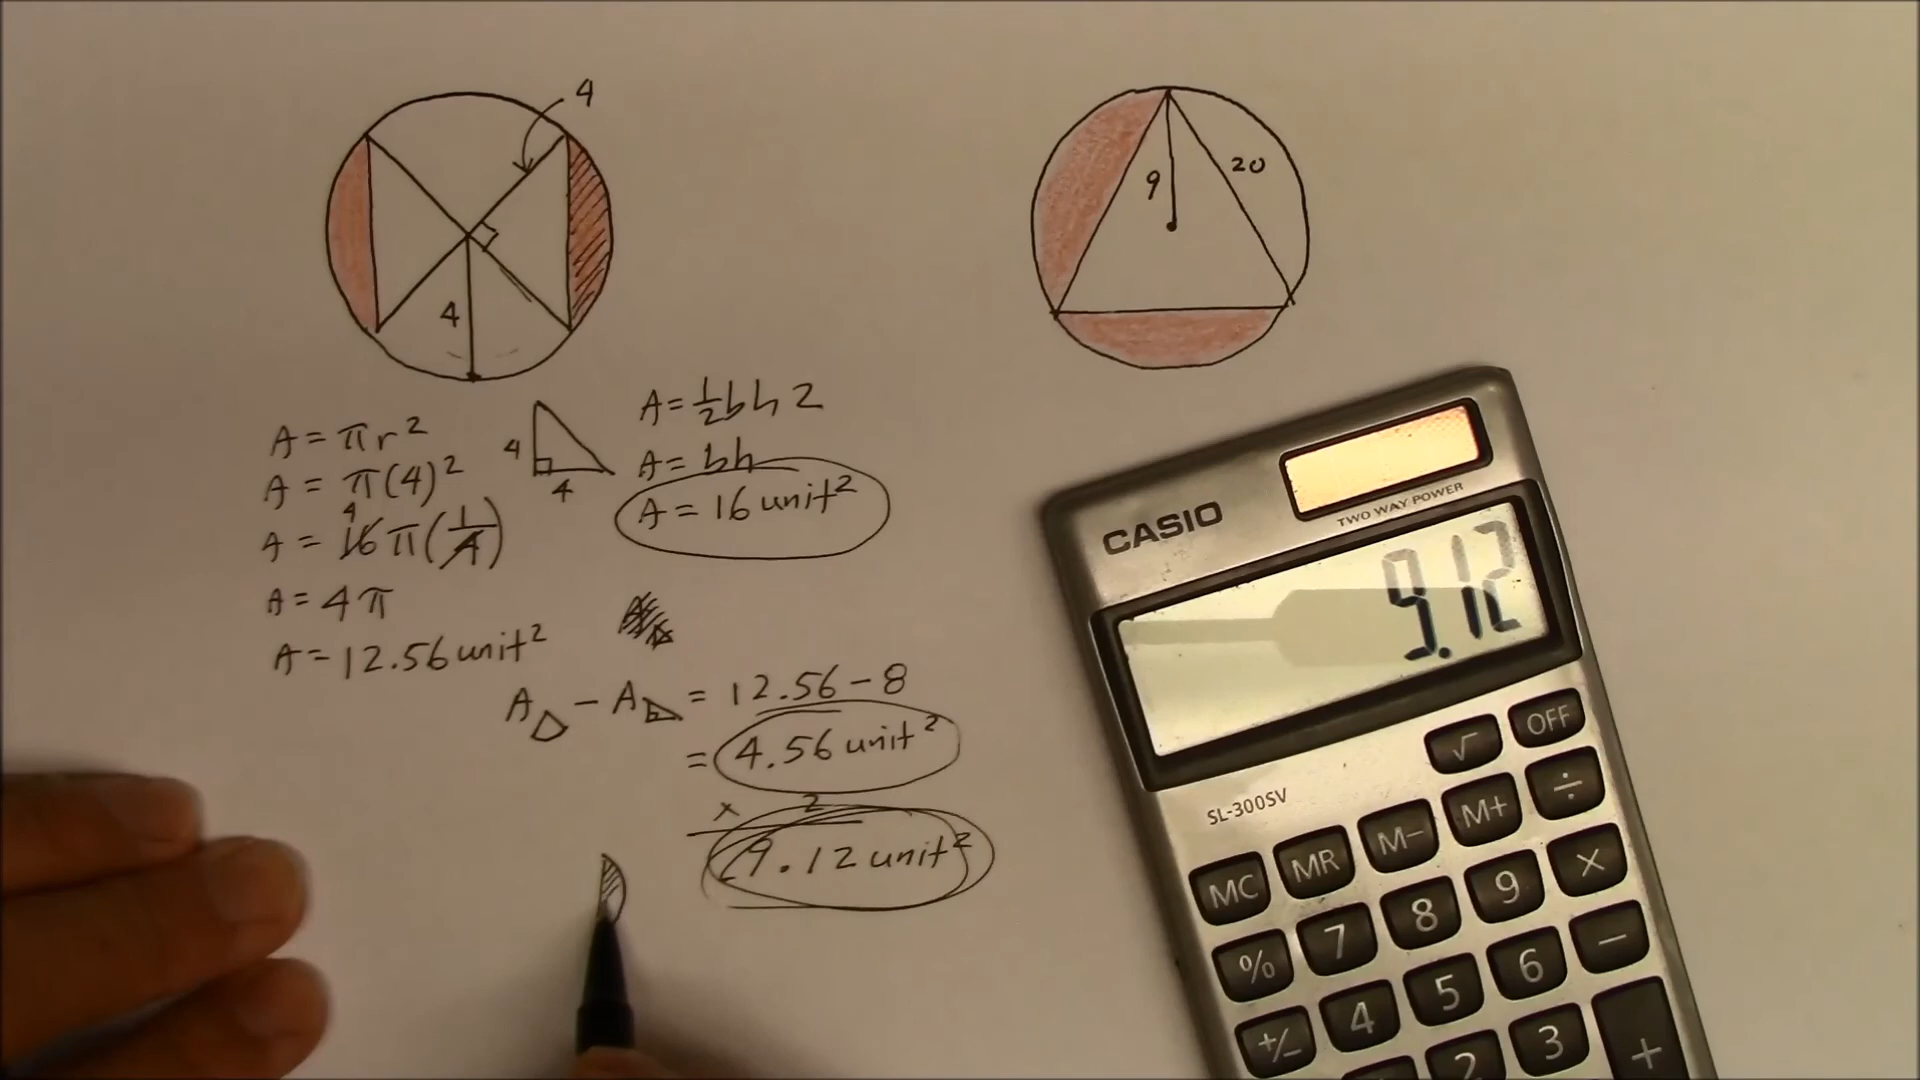 4
4
9
20
A = πr²
A = π(4)²
4
A = 16π(1/4)
A = 4π
A = 12.56 unit²
4
4
A = ½bh 2
A = bh
A = 16 unit²
A - A = 12.56 - 8
= 4.56 unit²
x 2
9.12 unit²
CASIO
TWO WAY POWER
9.12
SL-300SV
√ OFF
MC MR M− M+ ÷
% 7 8 9 ×
+/− 4 5 6 −
2 3 +